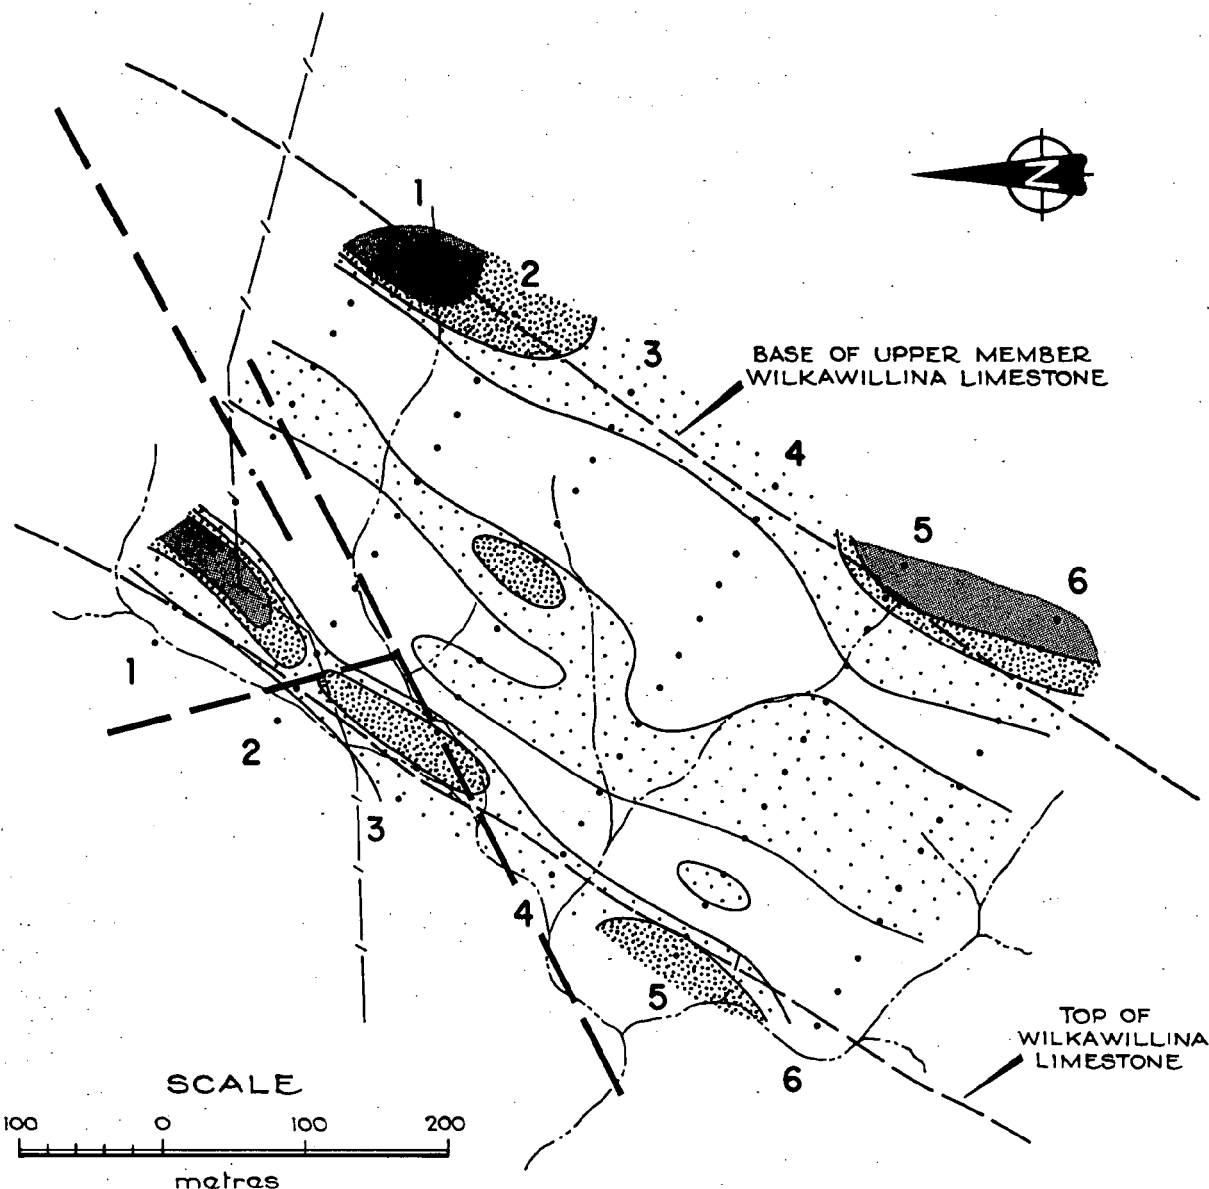 1
N
2
3
BASE OF UPPER MEMBER
WILKAWILLINA LIMESTONE
4
5
6
1
2
3
4
5
6
TOP OF
WILKAWILLINA
LIMESTONE
SCALE
100 0 100 200
metres